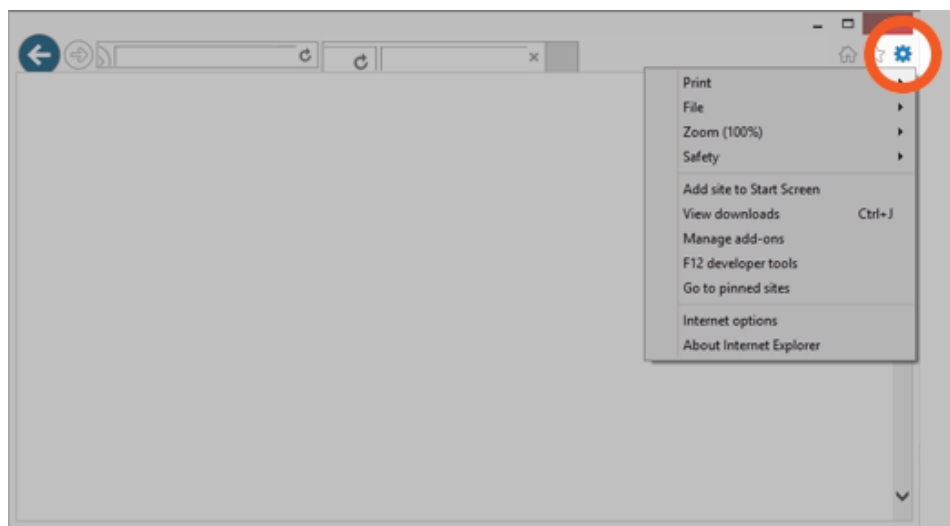 Print
File
Zoom (100%)
Safety
Add site to Start Screen
View downloads Ctrl+J
Manage add-ons
F12 developer tools
Go to pinned sites
Internet options
About Internet Explorer